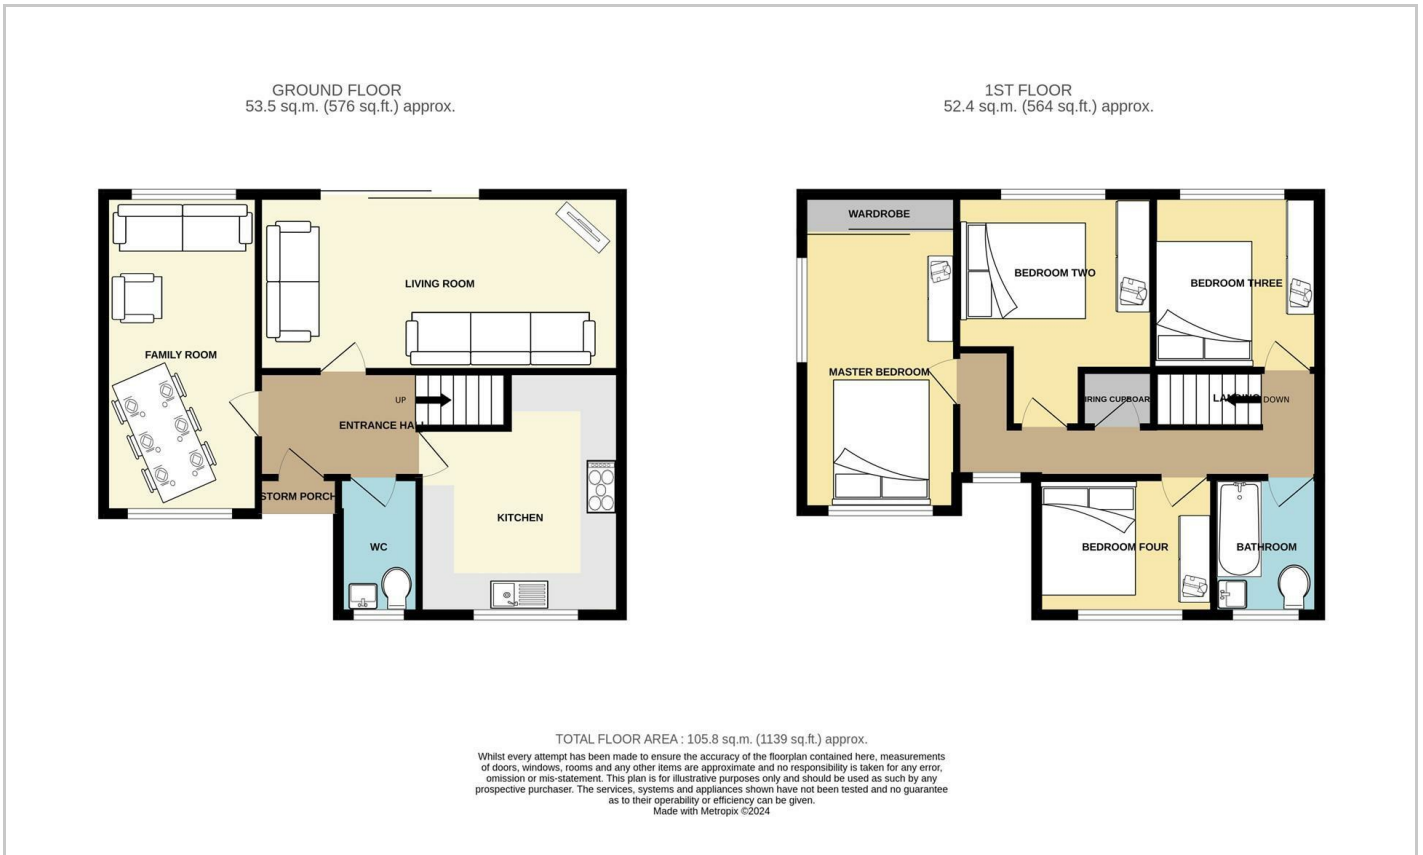 GROUND FLOOR
53.5 sq.m. (576 sq.ft.) approx.
1ST FLOOR
52.4 sq.m. (564 sq.ft.) approx.
LIVING ROOM
FAMILY ROOM
UP
ENTRANCE HALL
STORM PORCH
KITCHEN
WC
WARDROBE
BEDROOM TWO
BEDROOM THREE
MASTER BEDROOM
IRING CUPBOAR
LANDING
DOWN
BEDROOM FOUR
BATHROOM
TOTAL FLOOR AREA : 105.8 sq.m. (1139 sq.ft.) approx.
Whilst every attempt has been made to ensure the accuracy of the floorplan contained here, measurements
of doors, windows, rooms and any other items are approximate and no responsibility is taken for any error,
omission or mis-statement. This plan is for illustrative purposes only and should be used as such by any
prospective purchaser. The services, systems and appliances shown have not been tested and no guarantee
as to their operability or efficiency can be given.
Made with Metropix ©2024